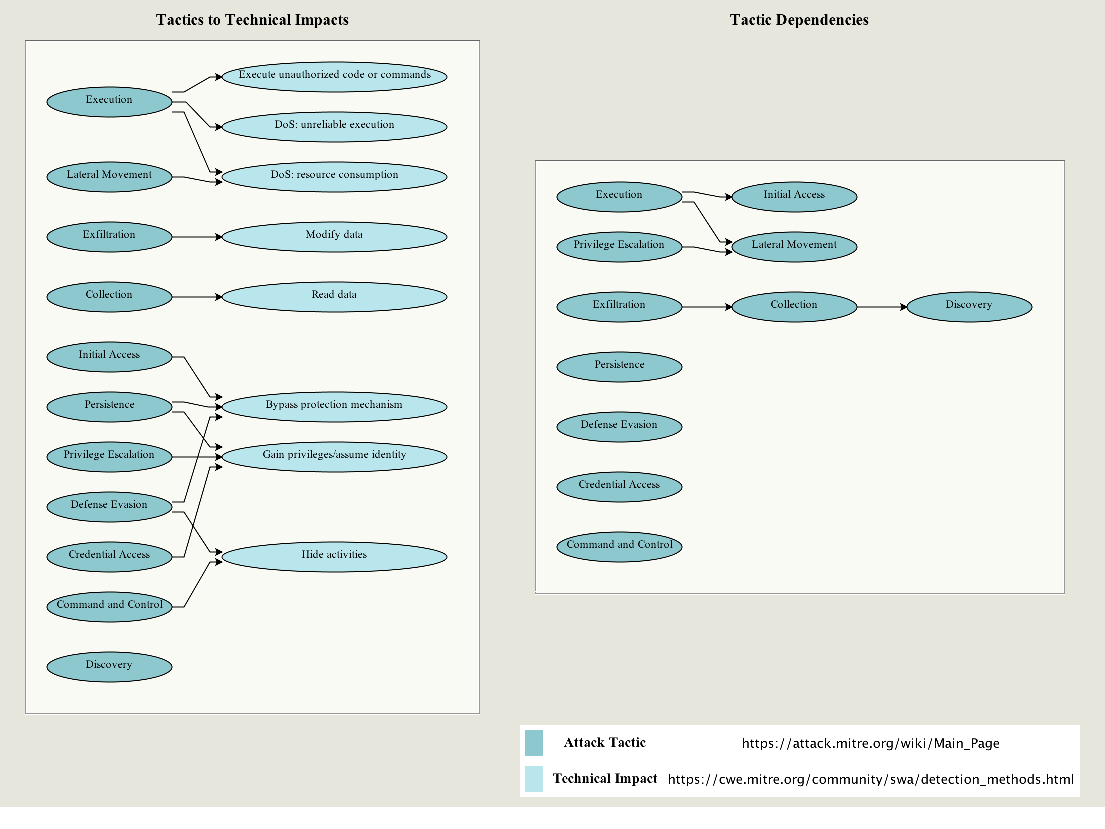 Tactics to Technical Impacts
Execution
Execute unauthorized code or commands
DoS: unreliable execution
Lateral Movement
DoS: resource consumption
Exfiltration
Modify data
Collection
Read data
Initial Access
Persistence
Bypass protection mechanism
Privilege Escalation
Gain privileges/assume identity
Defense Evasion
Credential Access
Hide activities
Command and Control
Discovery
Tactic Dependencies
Execution
Initial Access
Privilege Escalation
Lateral Movement
Exfiltration
Collection
Discovery
Persistence
Defense Evasion
Credential Access
Command and Control
Attack Tactic
https://attack.mitre.org/wiki/Main_Page
Technical Impact
https://cwe.mitre.org/community/swa/detection_methods.html